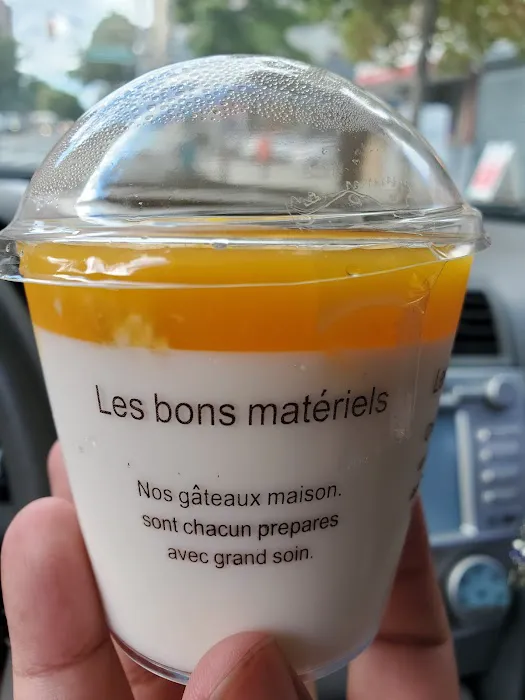 Les bons matériels
Nos gâteaux maison.
sont chacun prepares
avec grand soin.